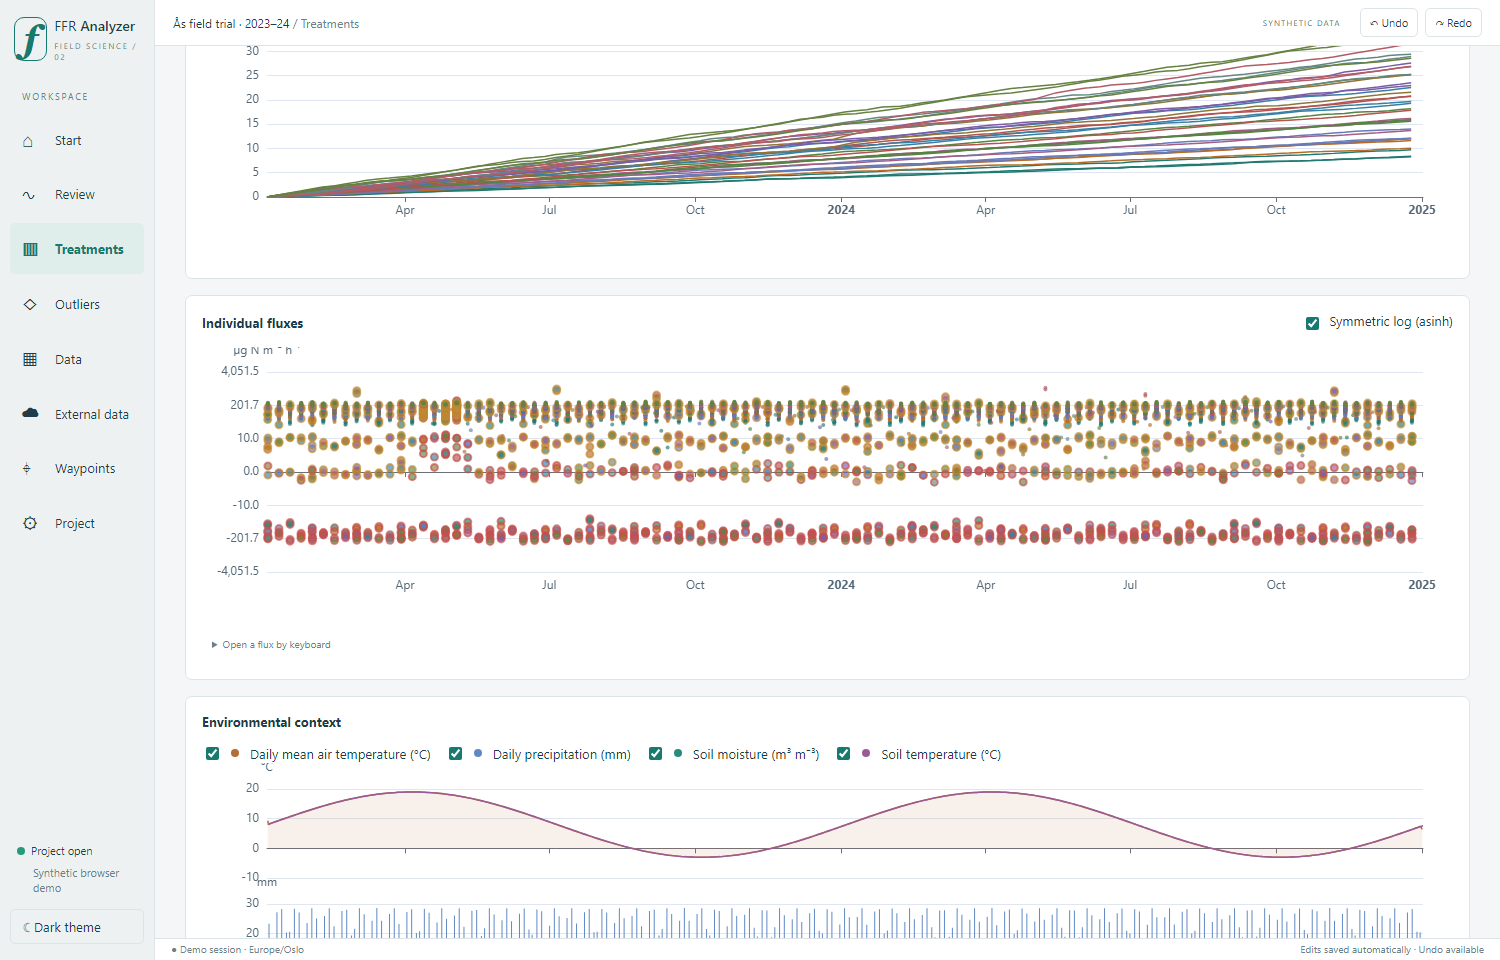 FFR Analyzer
FIELD SCIENCE /
02
Ås field trial · 2023–24 / Treatments
SYNTHETIC DATA
↶ Undo
↷ Redo
WORKSPACE
Start
Review
Treatments
Outliers
Data
External data
Waypoints
Project
Project open
Synthetic browser
demo
☾ Dark theme
30
25
20
15
10
5
0
Apr
Jul
Oct
2024
Apr
Jul
Oct
2025
Individual fluxes
Symmetric log (asinh)
µg N m⁻² h⁻¹
4,051.5
201.7
10.0
0.0
-10.0
-201.7
-4,051.5
Apr
Jul
Oct
2024
Apr
Jul
Oct
2025
▶ Open a flux by keyboard
Environmental context
Daily mean air temperature (°C)
Daily precipitation (mm)
Soil moisture (m³ m⁻³)
Soil temperature (°C)
°C
20
10
0
-10
mm
30
20
● Demo session · Europe/Oslo
Edits saved automatically · Undo available